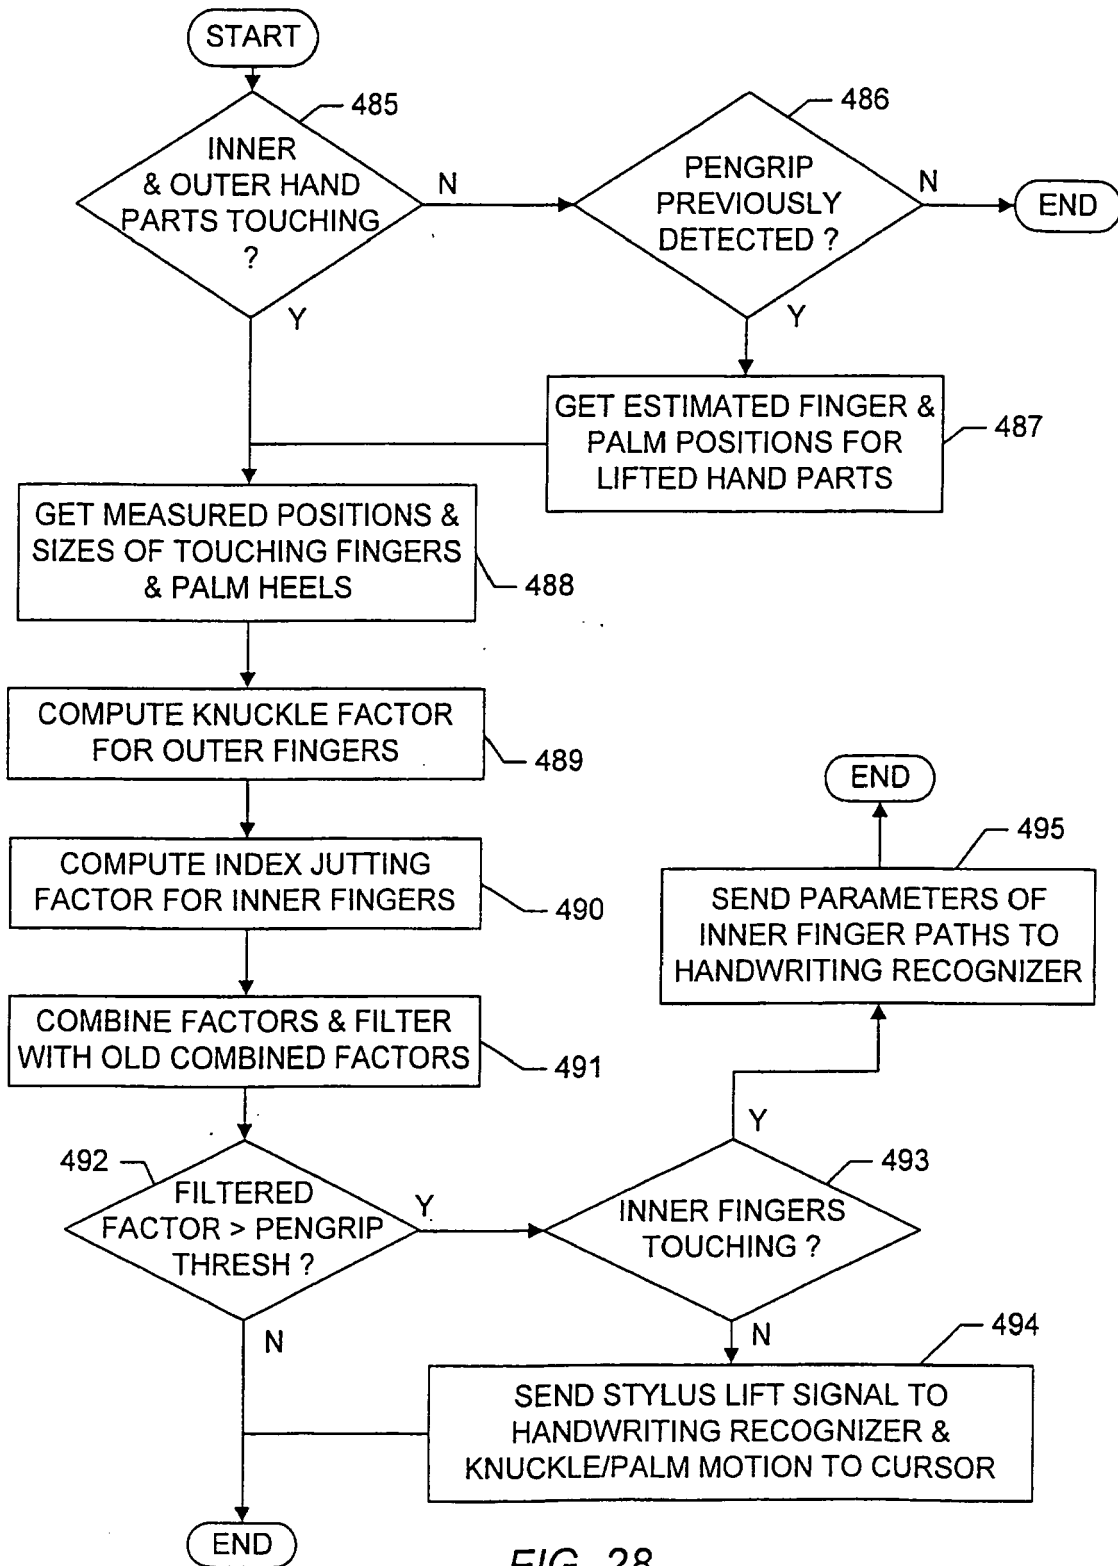 START
485
INNER
& OUTER HAND
PARTS TOUCHING
?
N
Y
486
PENGRIP
PREVIOUSLY
DETECTED ?
N
END
Y
GET ESTIMATED FINGER &
PALM POSITIONS FOR
LIFTED HAND PARTS
487
GET MEASURED POSITIONS &
SIZES OF TOUCHING FINGERS
& PALM HEELS
488
COMPUTE KNUCKLE FACTOR
FOR OUTER FINGERS
489
COMPUTE INDEX JUTTING
FACTOR FOR INNER FINGERS
490
COMBINE FACTORS & FILTER
WITH OLD COMBINED FACTORS
491
492
FILTERED
FACTOR > PENGRIP
THRESH ?
Y
N
END
495
SEND PARAMETERS OF
INNER FINGER PATHS TO
HANDWRITING RECOGNIZER
Y
493
INNER FINGERS
TOUCHING ?
N
494
SEND STYLUS LIFT SIGNAL TO
HANDWRITING RECOGNIZER &
KNUCKLE/PALM MOTION TO CURSOR
END
FIG. 28